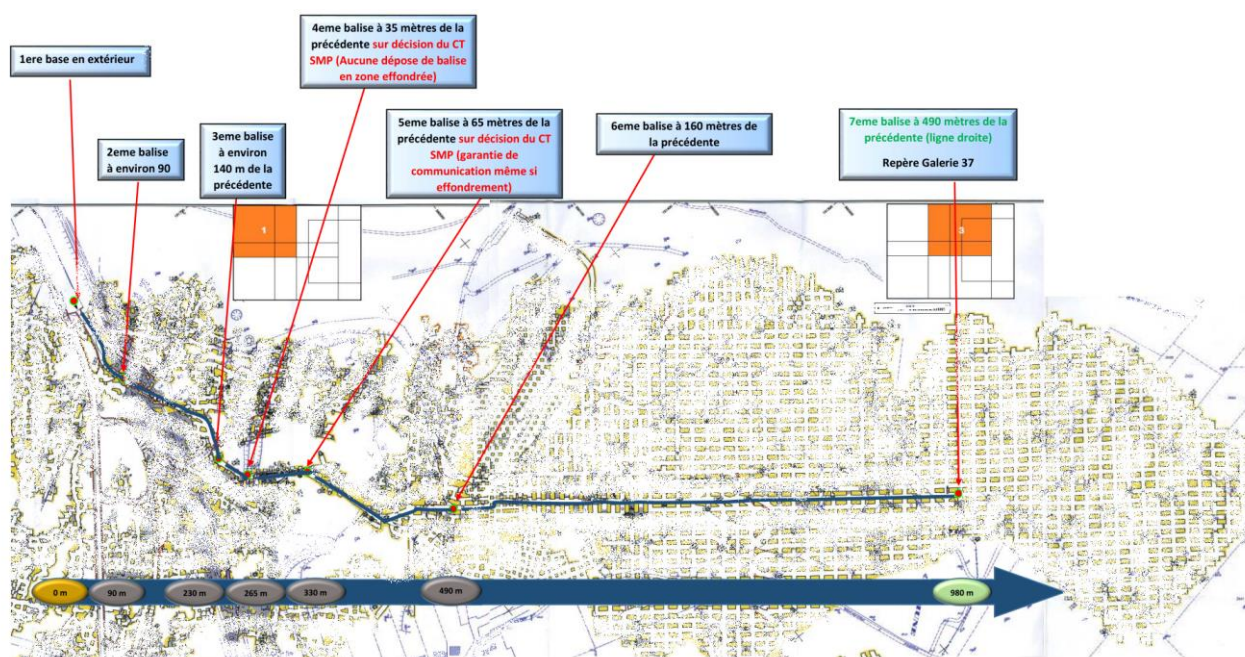 1ere base en extérieur
2eme balise
à environ 90
3eme balise
à environ
140 m de la
précédente
4eme balise à 35 mètres de la
précédente sur décision du CT
SMP (Aucune dépose de balise
en zone effondrée)
5eme balise à 65 mètres de la
précédente sur décision du CT
SMP (garantie de
communication même si
effondrement)
6eme balise à 160 mètres de
la précédente
7eme balise à 490 mètres de la
précédente (ligne droite)
Repère Galerie 37
1
3
0 m
90 m
230 m
265 m
330 m
490 m
980 m